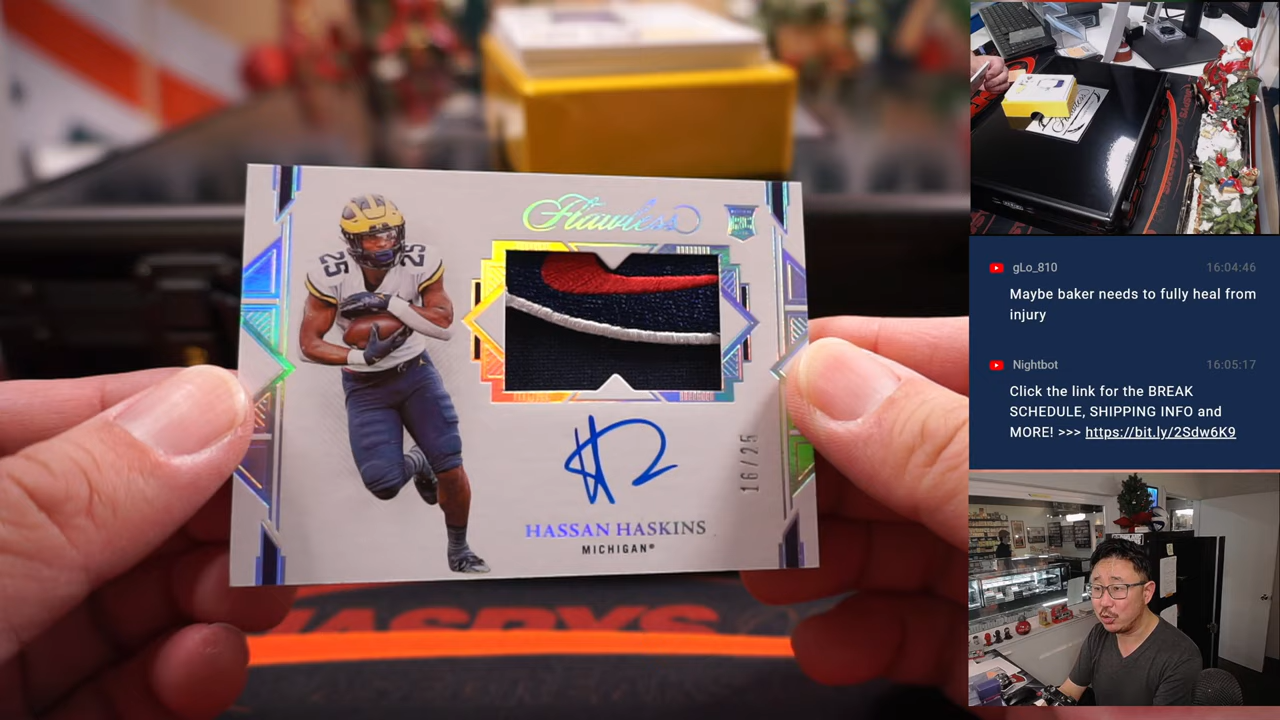 Flawless
RC
25
25
HASSAN HASKINS
MICHIGAN®
16/25
gLo_810 16:04:46
Maybe baker needs to fully heal from
injury
Nightbot 16:05:17
Click the link for the BREAK
SCHEDULE, SHIPPING INFO and
MORE! >>> https://bit.ly/2Sdw6K9
JASPYS